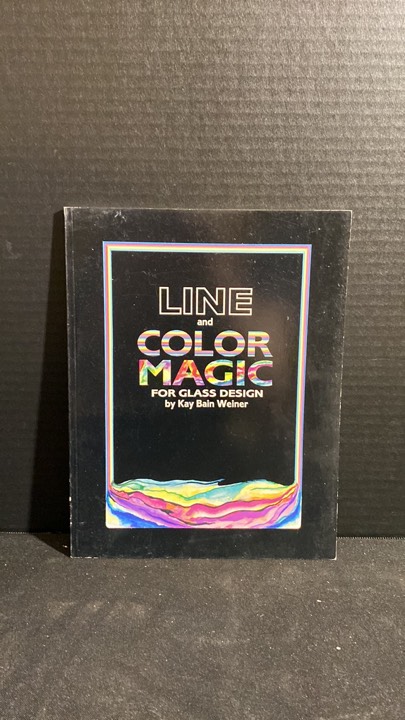 LINE
and
COLOR
MAGIC
FOR GLASS DESIGN
by Kay Bain Weiner